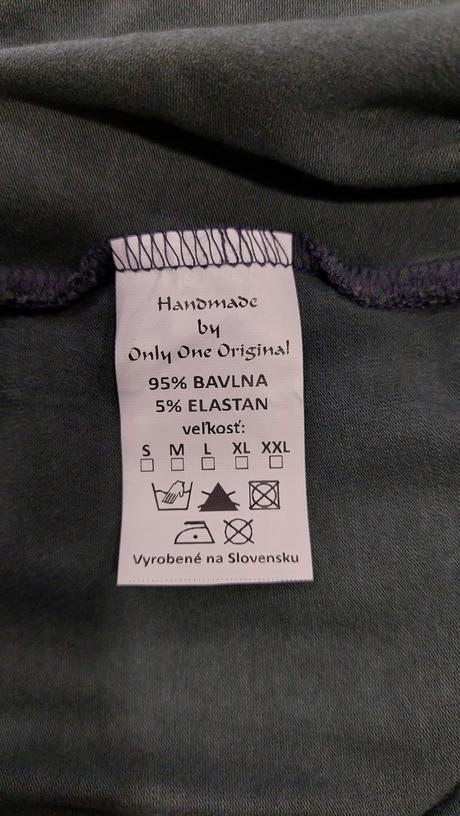 Handmade
by
Only One Original
95% BAVLNA
5% ELASTAN
veľkosť:
S M L XL XXL
Vyrobené na Slovensku